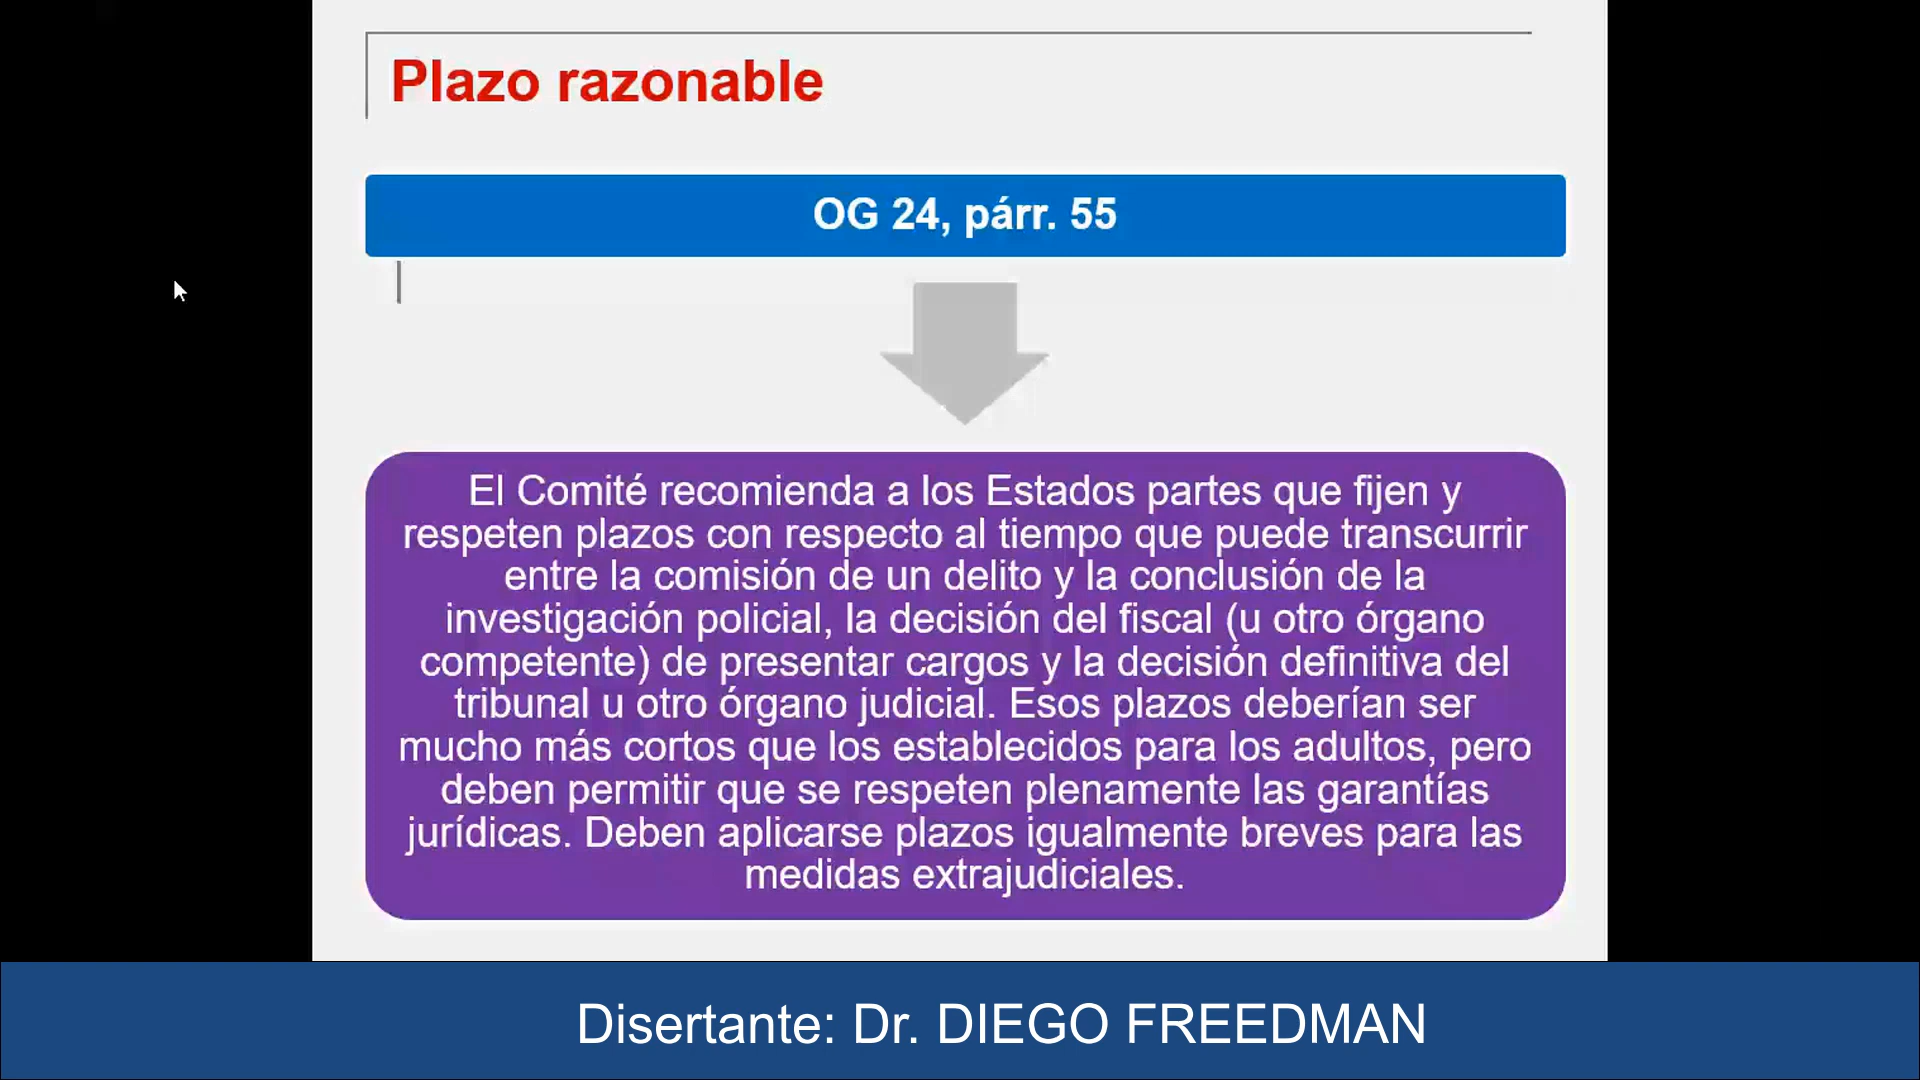 Plazo razonable
OG 24, párr. 55
El Comité recomienda a los Estados partes que fijen y
respeten plazos con respecto al tiempo que puede transcurrir
entre la comisión de un delito y la conclusión de la
investigación policial, la decisión del fiscal (u otro órgano
competente) de presentar cargos y la decisión definitiva del
tribunal u otro órgano judicial. Esos plazos deberían ser
mucho más cortos que los establecidos para los adultos, pero
deben permitir que se respeten plenamente las garantías
jurídicas. Deben aplicarse plazos igualmente breves para las
medidas extrajudiciales.
Disertante: Dr. DIEGO FREEDMAN